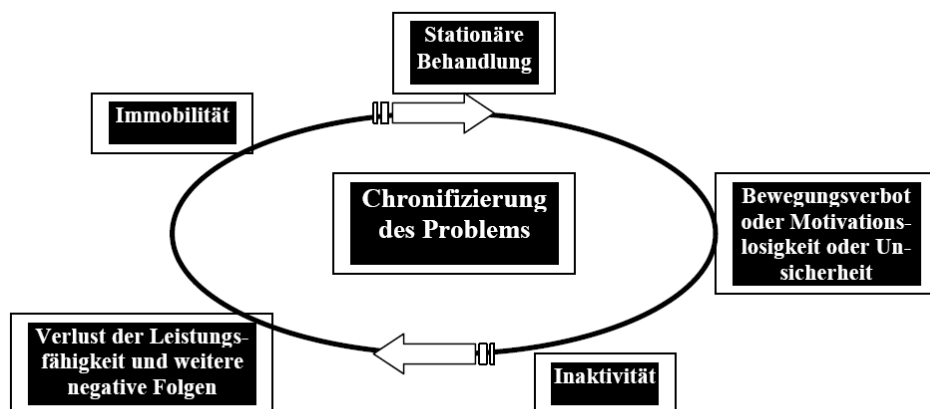 Stationäre
Behandlung
Immobilität
Chronifizierung
des Problems
Bewegungsverbot
oder Motivations-
losigkeit oder Un-
sicherheit
Verlust der Leistungs-
fähigkeit und weitere
negative Folgen
Inaktivität